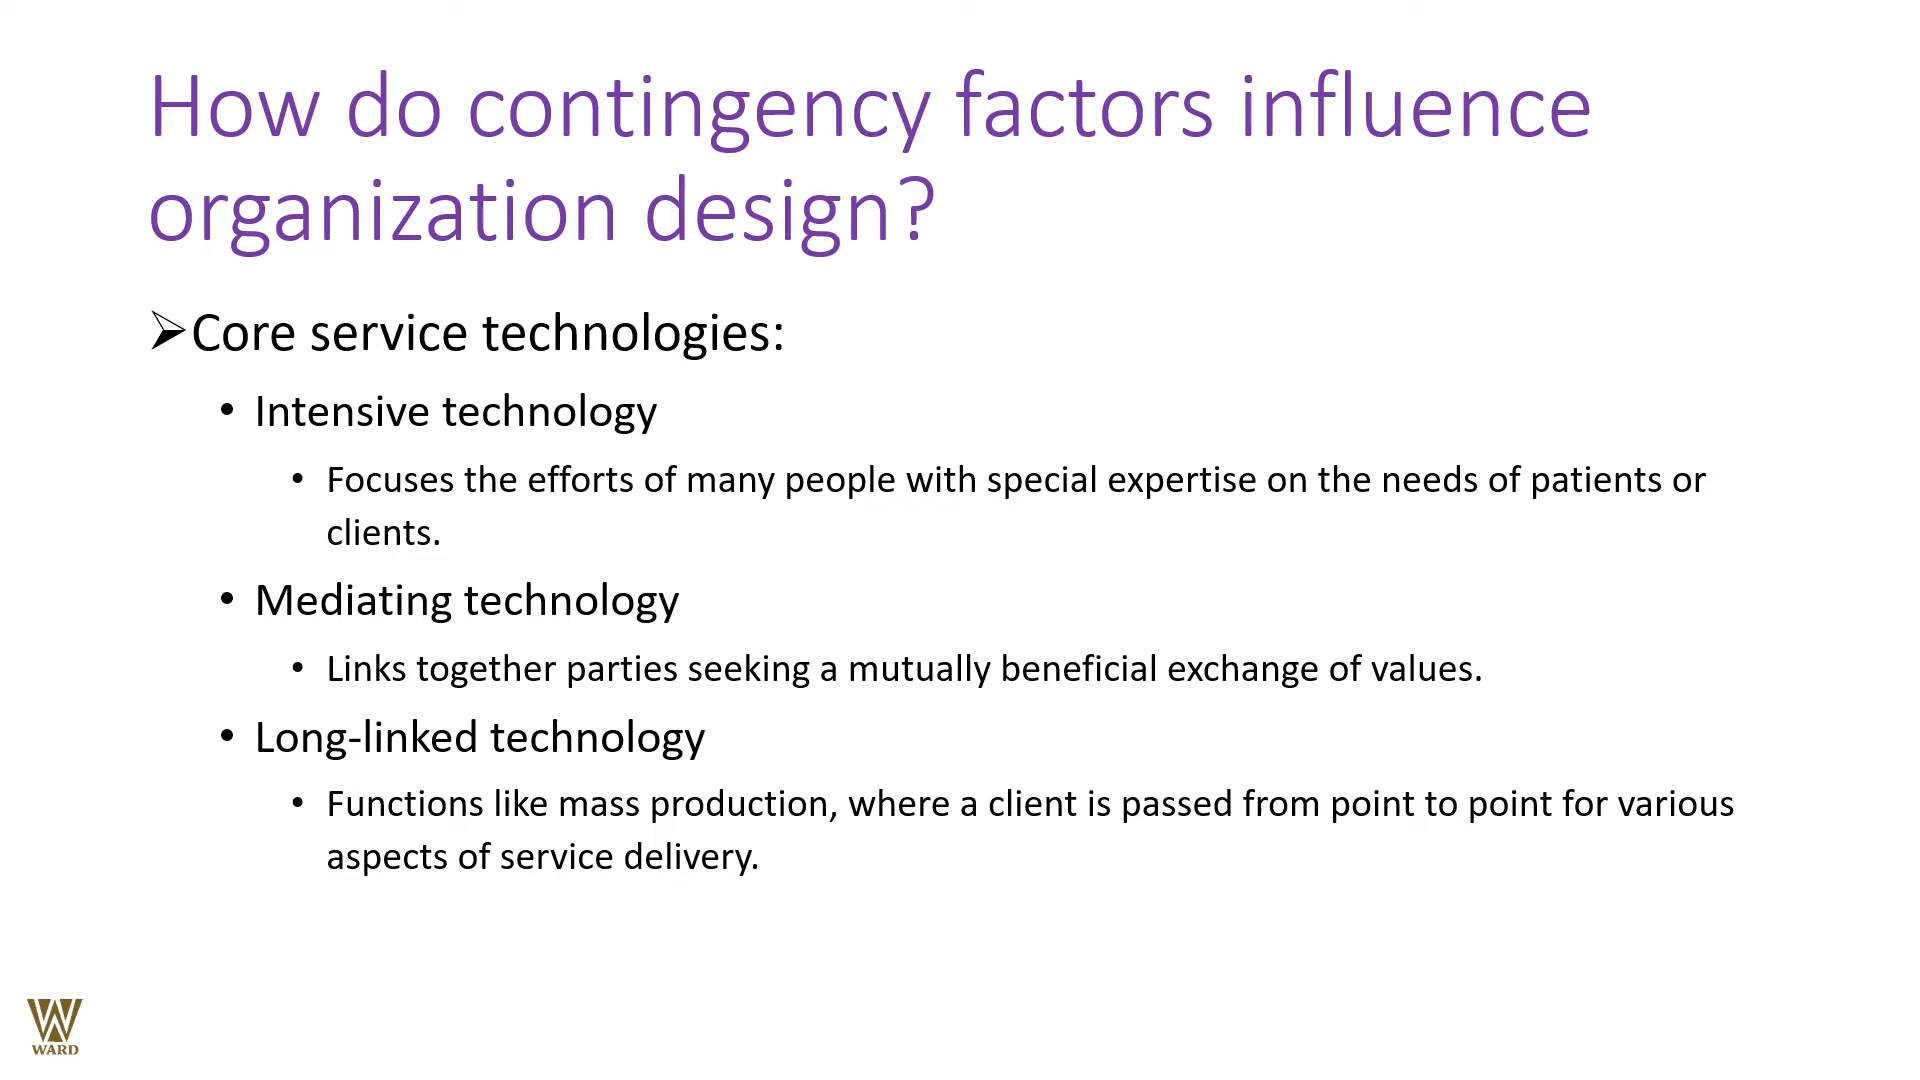 How do contingency factors influence
organization design?
➢Core service technologies:
• Intensive technology
• Focuses the efforts of many people with special expertise on the needs of patients or
clients.
• Mediating technology
• Links together parties seeking a mutually beneficial exchange of values.
• Long-linked technology
• Functions like mass production, where a client is passed from point to point for various
aspects of service delivery.
WARD